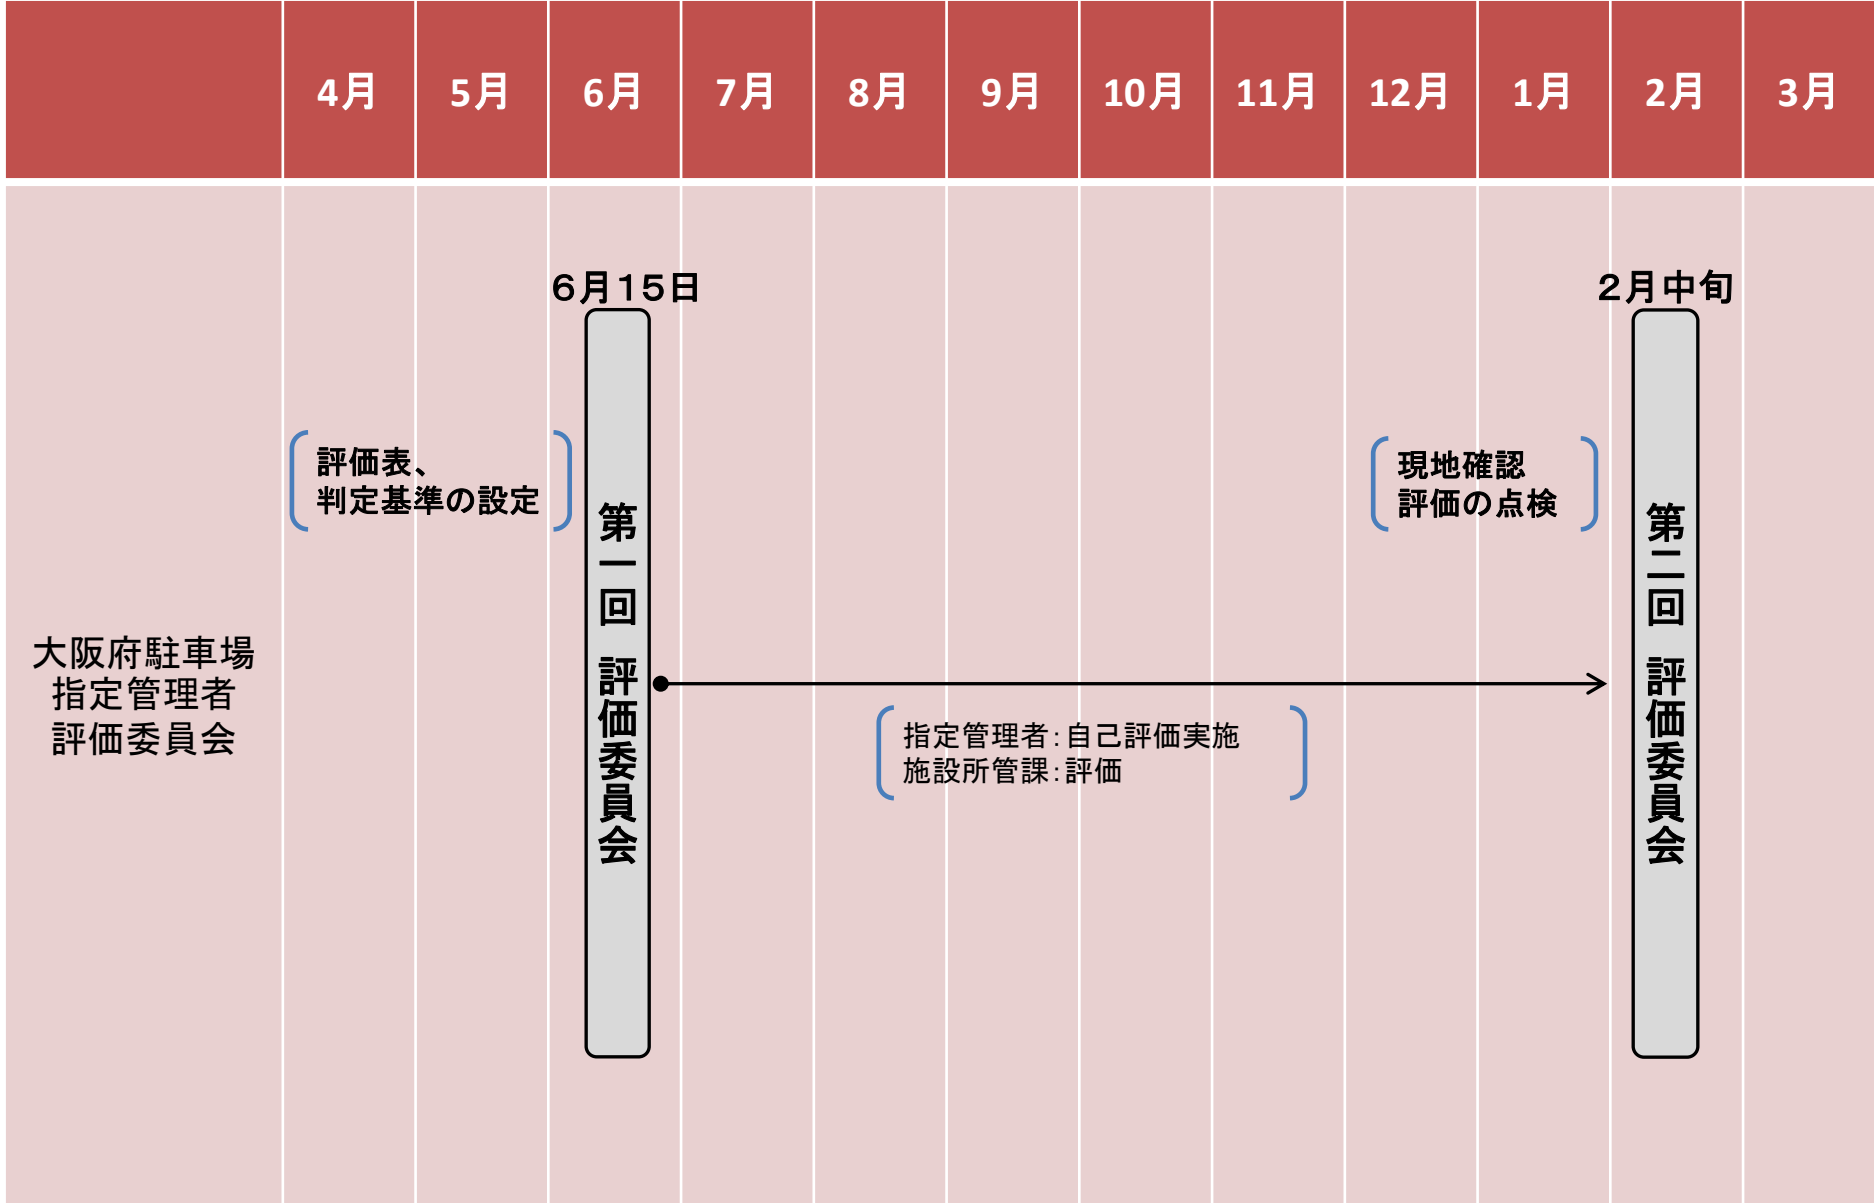 4月 5月 6月 7月 8月 9月 10月 11月 12月 1月 2月 3月
大阪府駐車場
指定管理者
評価委員会
評価表、
判定基準の設定
６月１５日
第一回 評価委員会
指定管理者：自己評価実施
施設所管課：評価
現地確認
評価の点検
２月中旬
第二回 評価委員会